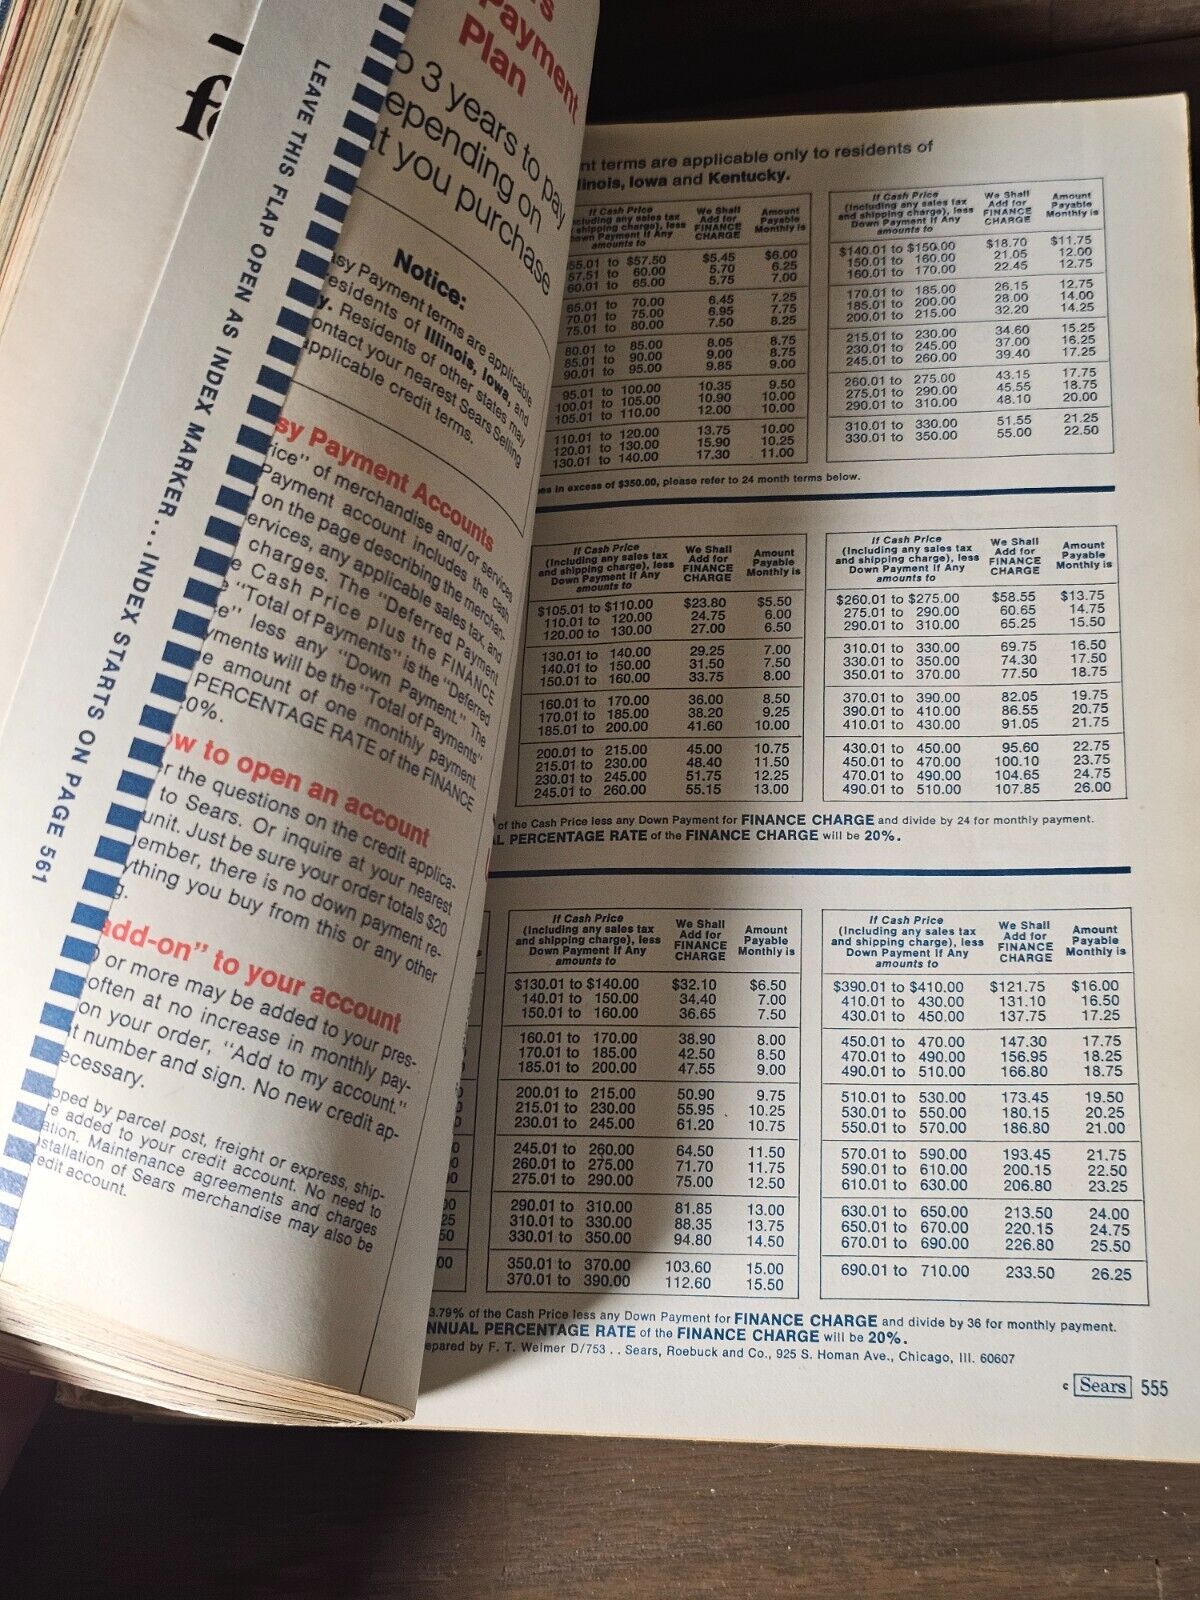 Payment
Plan
3 years to pay
epending on
t you purchase
LEAVE THIS FLAP OPEN AS INDEX MARKER... INDEX STARTS ON PAGE 561
Notice:
sy Payment terms are applicable
esidents of Illinois, Iowa, and
y. Residents of other states may
ontact your nearest Sears Selling
applicable credit terms.
sy Payment Accounts
rice" of merchandise and/or services
Payment account includes the cash
on the page describing the merchan-
ervices, any applicable sales tax, and
charges. The "Deferred Payment
e Cash Price plus the FINANCE
"Total of Payments" is the "Deferred
e" less any "Down Payment." The
yments will be the "Total of Payments"
e amount of one monthly payment.
PERCENTAGE RATE of the FINANCE
0%.
ow to open an account
r the questions on the credit applica-
to Sears. Or inquire at your nearest
unit. Just be sure your order totals $20
ember, there is no down payment re-
ything you buy from this or any other
g.
add-on" to your account
or more may be added to your pres-
often at no increase in monthly pay-
on your order, "Add to my account."
t number and sign. No new credit ap-
ecessary.
oped by parcel post, freight or express, ship-
re added to your credit account. No need to
ation. Maintenance agreements and charges
stallation of Sears merchandise may also be
edit account.
nt terms are applicable only to residents of
linois, Iowa and Kentucky.
If Cash Price
cluding any sales tax
shipping charge), less
own Payment If Any
amounts to
We Shall
Add for
FINANCE
CHARGE
Amount
Payable
Monthly is
55.01 to $57.50 $5.45 $6.00
57.51 to 60.00 5.70 6.25
60.01 to 65.00 5.75 7.00
65.01 to 70.00 6.45 7.25
70.01 to 75.00 6.95 7.75
75.01 to 80.00 7.50 8.25
80.01 to 85.00 8.05 8.75
85.01 to 90.00 9.00 8.75
90.01 to 95.00 9.85 9.00
95.01 to 100.00 10.35 9.50
100.01 to 105.00 10.90 10.00
105.01 to 110.00 12.00 10.00
110.01 to 120.00 13.75 10.00
120.01 to 130.00 15.90 10.25
130.01 to 140.00 17.30 11.00
If Cash Price
(Including any sales tax
and shipping charge), less
Down Payment If Any
amounts to
We Shall
Add for
FINANCE
CHARGE
Amount
Payable
Monthly is
$140.01 to $150.00 $18.70 $11.75
150.01 to 160.00 21.05 12.00
160.01 to 170.00 22.45 12.75
170.01 to 185.00 26.15 12.75
185.01 to 200.00 28.00 14.00
200.01 to 215.00 32.20 14.25
215.01 to 230.00 34.60 15.25
230.01 to 245.00 37.00 16.25
245.01 to 260.00 39.40 17.25
260.01 to 275.00 43.15 17.75
275.01 to 290.00 45.55 18.75
290.01 to 310.00 48.10 20.00
310.01 to 330.00 51.55 21.25
330.01 to 350.00 55.00 22.50
es in excess of $350.00, please refer to 24 month terms below.
If Cash Price
(Including any sales tax
and shipping charge), less
Down Payment If Any
amounts to
We Shall
Add for
FINANCE
CHARGE
Amount
Payable
Monthly is
$105.01 to $110.00 $23.80 $5.50
110.01 to 120.00 24.75 6.00
120.00 to 130.00 27.00 6.50
130.01 to 140.00 29.25 7.00
140.01 to 150.00 31.50 7.50
150.01 to 160.00 33.75 8.00
160.01 to 170.00 36.00 8.50
170.01 to 185.00 38.20 9.25
185.01 to 200.00 41.60 10.00
200.01 to 215.00 45.00 10.75
215.01 to 230.00 48.40 11.50
230.01 to 245.00 51.75 12.25
245.01 to 260.00 55.15 13.00
If Cash Price
(Including any sales tax
and shipping charge), less
Down Payment If Any
amounts to
We Shall
Add for
FINANCE
CHARGE
Amount
Payable
Monthly is
$260.01 to $275.00 $58.55 $13.75
275.01 to 290.00 60.65 14.75
290.01 to 310.00 65.25 15.50
310.01 to 330.00 69.75 16.50
330.01 to 350.00 74.30 17.50
350.01 to 370.00 77.50 18.75
370.01 to 390.00 82.05 19.75
390.01 to 410.00 86.55 20.75
410.01 to 430.00 91.05 21.75
430.01 to 450.00 95.60 22.75
450.01 to 470.00 100.10 23.75
470.01 to 490.00 104.65 24.75
490.01 to 510.00 107.85 26.00
of the Cash Price less any Down Payment for FINANCE CHARGE and divide by 24 for monthly payment.
L PERCENTAGE RATE of the FINANCE CHARGE will be 20%.
If Cash Price
(Including any sales tax
and shipping charge), less
Down Payment If Any
amounts to
We Shall
Add for
FINANCE
CHARGE
Amount
Payable
Monthly is
$130.01 to $140.00 $32.10 $6.50
140.01 to 150.00 34.40 7.00
150.01 to 160.00 36.65 7.50
160.01 to 170.00 38.90 8.00
170.01 to 185.00 42.50 8.50
185.01 to 200.00 47.55 9.00
200.01 to 215.00 50.90 9.75
215.01 to 230.00 55.95 10.25
230.01 to 245.00 61.20 10.75
245.01 to 260.00 64.50 11.50
260.01 to 275.00 71.70 11.75
275.01 to 290.00 75.00 12.50
290.01 to 310.00 81.85 13.00
310.01 to 330.00 88.35 13.75
330.01 to 350.00 94.80 14.50
350.01 to 370.00 103.60 15.00
370.01 to 390.00 112.60 15.50
If Cash Price
(Including any sales tax
and shipping charge), less
Down Payment If Any
amounts to
We Shall
Add for
FINANCE
CHARGE
Amount
Payable
Monthly is
$390.01 to $410.00 $121.75 $16.00
410.01 to 430.00 131.10 16.50
430.01 to 450.00 137.75 17.25
450.01 to 470.00 147.30 17.75
470.01 to 490.00 156.95 18.25
490.01 to 510.00 166.80 18.75
510.01 to 530.00 173.45 19.50
530.01 to 550.00 180.15 20.25
550.01 to 570.00 186.80 21.00
570.01 to 590.00 193.45 21.75
590.01 to 610.00 200.15 22.50
610.01 to 630.00 206.80 23.25
630.01 to 650.00 213.50 24.00
650.01 to 670.00 220.15 24.75
670.01 to 690.00 226.80 25.50
690.01 to 710.00 233.50 26.25
3.79% of the Cash Price less any Down Payment for FINANCE CHARGE and divide by 36 for monthly payment.
NNUAL PERCENTAGE RATE of the FINANCE CHARGE will be 20%.
epared by F. T. Weimer D/753 . . Sears, Roebuck and Co., 925 S. Homan Ave., Chicago, Ill. 60607
c Sears 555